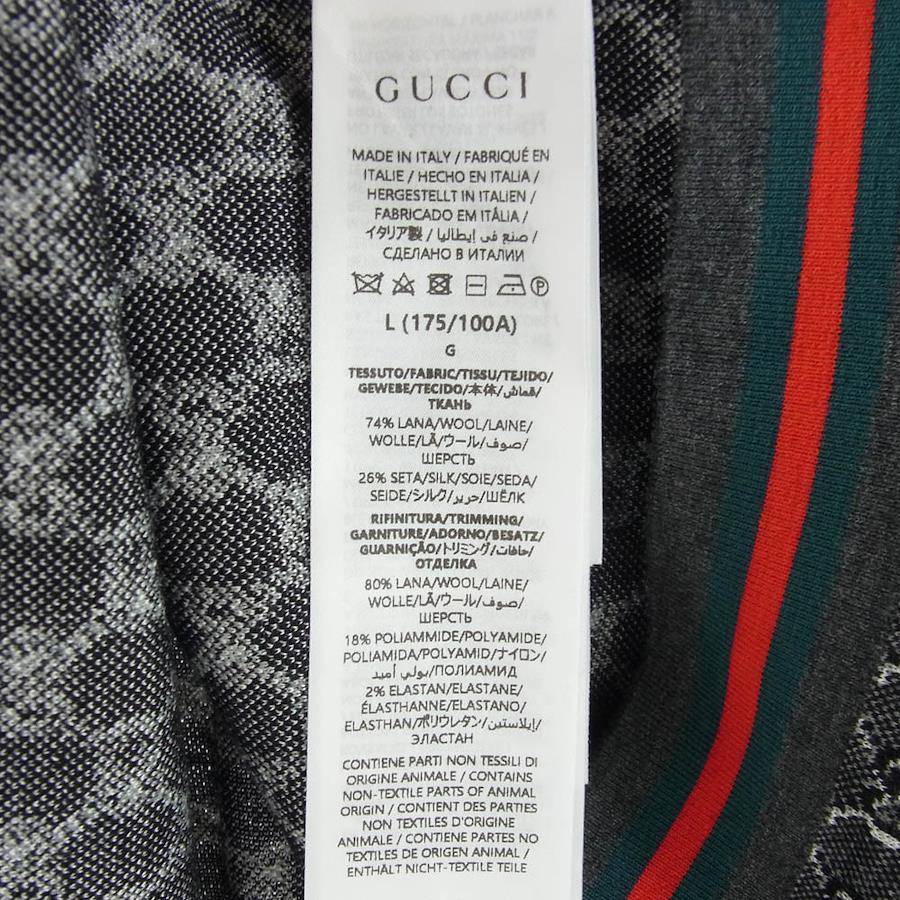 GUCCI
MADE IN ITALY / FABRIQUÉ EN
ITALIE / HECHO EN ITALIA /
HERGESTELLT IN ITALIEN /
FABRICADO EM ITÁLIA /
イタリア製 / صنع في إيطاليا /
СДЕЛАНО В ИТАЛИИ
P
L (175/100A)
G
TESSUTO/FABRIC/TISSU/TEJIDO/
GEWEBE/TECIDO/本体/قماش/
ТКАНЬ
74% LANA/WOOL/LAINE/
WOLLE/LÃ/ウール/صوف/
ШЕРСТЬ
26% SETA/SILK/SOIE/SEDA/
SEIDE/シルク/حرير/ШЁЛК
RIFINITURA/TRIMMING/
GARNITURE/ADORNO/BESATZ/
GUARNIÇÃO/トリミング/حافات/
ОТДЕЛКА
80% LANA/WOOL/LAINE/
WOLLE/LÃ/ウール/صوف/
ШЕРСТЬ
18% POLIAMMIDE/POLYAMIDE/
POLIAMIDA/POLYAMID/ナイロン/
بولي أميد/ПОЛИАМИД
2% ELASTAN/ELASTANE/
ÉLASTHANNE/ELASTANO/
ELASTHAN/ポリウレタン/إيلاستين/
ЭЛАСТАН
CONTIENE PARTI NON TESSILI DI
ORIGINE ANIMALE / CONTAINS
NON-TEXTILE PARTS OF ANIMAL
ORIGIN / CONTIENT DES PARTIES
NON TEXTILES D'ORIGINE
ANIMALE / CONTIENE PARTES NO
TEXTILES DE ORIGEN ANIMAL /
ENTHÄLT NICHT-TEXTILE TEILE